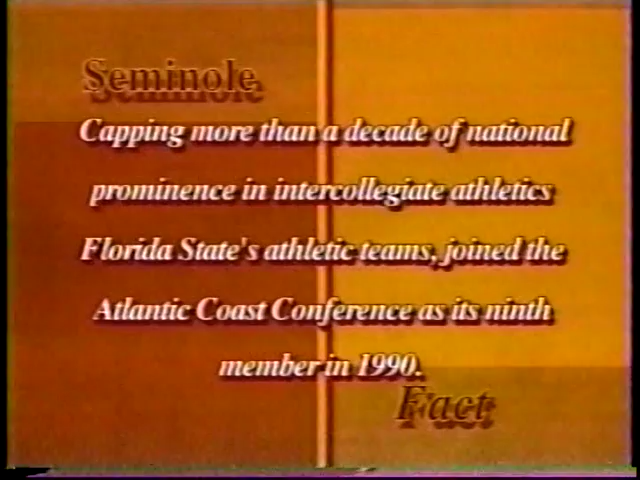 Seminole
Capping more than a decade of national
prominence in intercollegiate athletics
Florida State's athletic teams, joined the
Atlantic Coast Conference as its ninth
member in 1990.
Fact